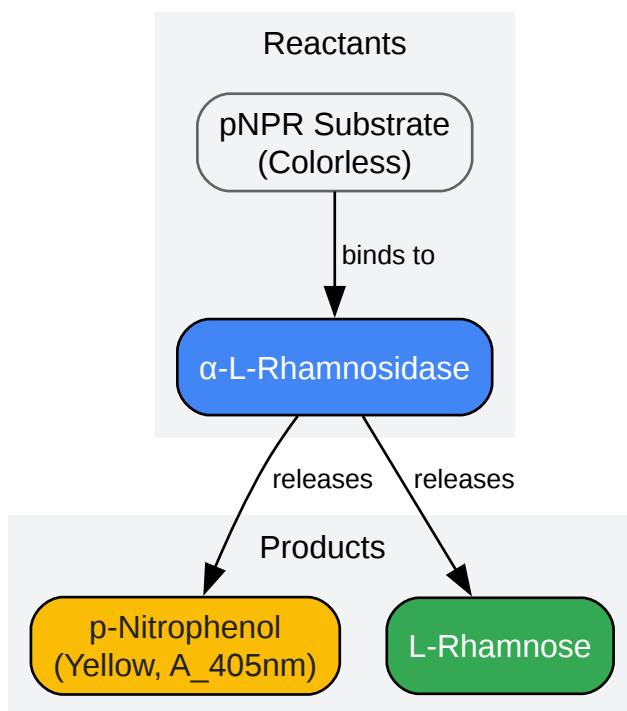 Reactants
pNPR Substrate
(Colorless)
binds to
α-L-Rhamnosidase
releases
releases
Products
p-Nitrophenol
(Yellow, A_405nm)
L-Rhamnose